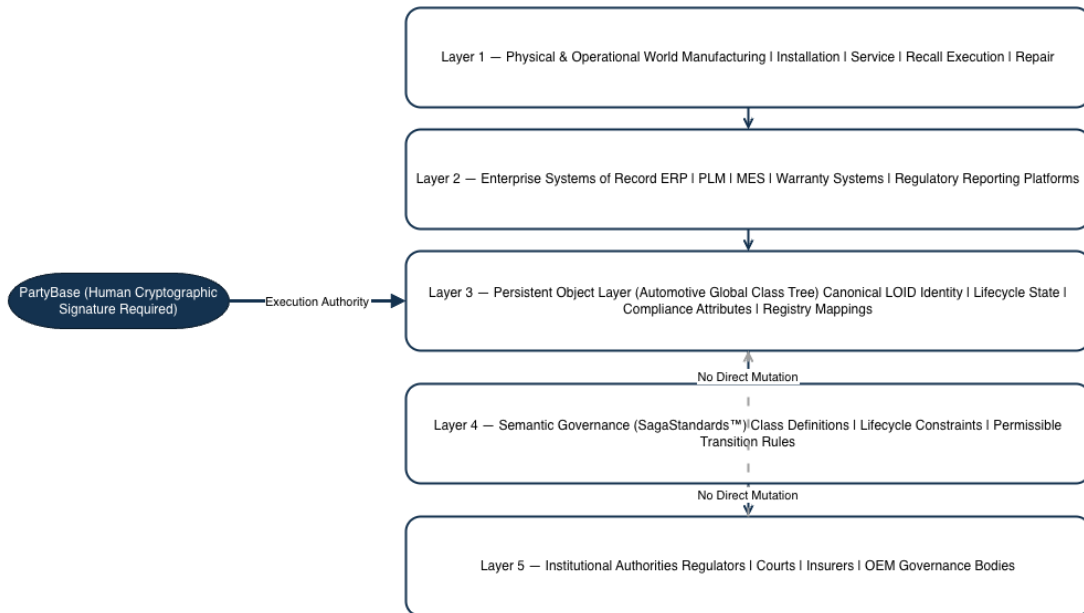 Layer 1 — Physical & Operational World Manufacturing | Installation | Service | Recall Execution | Repair
Layer 2 — Enterprise Systems of Record ERP | PLM | MES | Warranty Systems | Regulatory Reporting Platforms
PartyBase (Human Cryptographic
Signature Required)
Execution Authority
Layer 3 — Persistent Object Layer (Automotive Global Class Tree) Canonical LOID Identity | Lifecycle State |
Compliance Attributes | Registry Mappings
No Direct Mutation
Layer 4 — Semantic Governance (SagaStandards™) Class Definitions | Lifecycle Constraints | Permissible
Transition Rules
No Direct Mutation
Layer 5 — Institutional Authorities Regulators | Courts | Insurers | OEM Governance Bodies